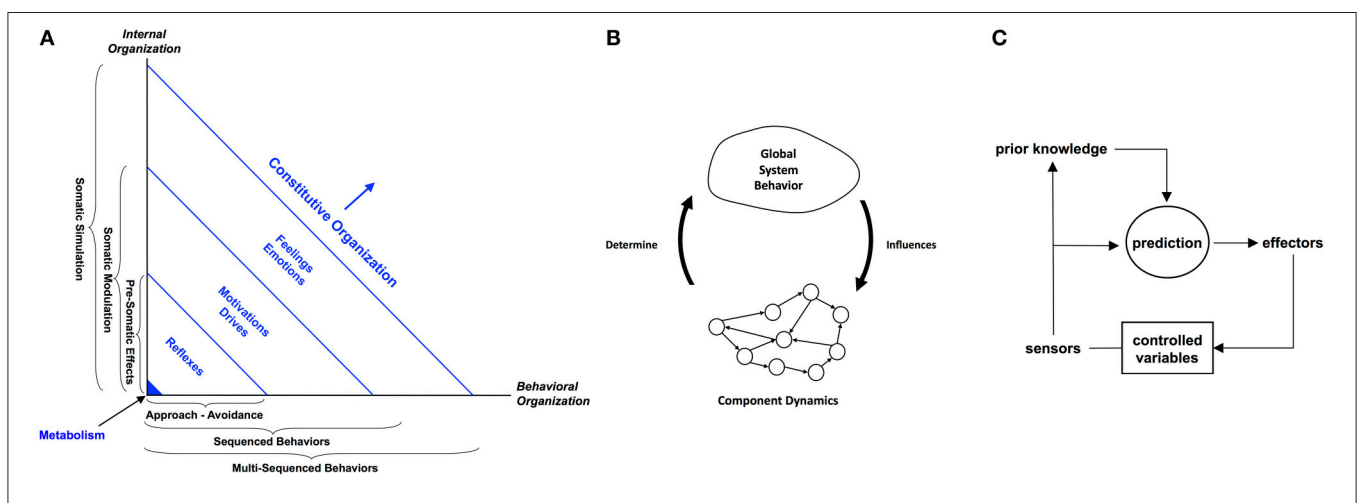 A
Internal
Organization
Somatic Simulation
Somatic Modulation
Pre-Somatic Effects
Constitutive Organization
Feelings
Emotions
Motivations
Drives
Reflexes
Metabolism
Behavioral
Organization
Approach - Avoidance
Sequenced Behaviors
Multi-Sequenced Behaviors
B
Global
System
Behavior
Determine
Influences
Component Dynamics
C
prior knowledge
prediction
effectors
sensors
controlled
variables